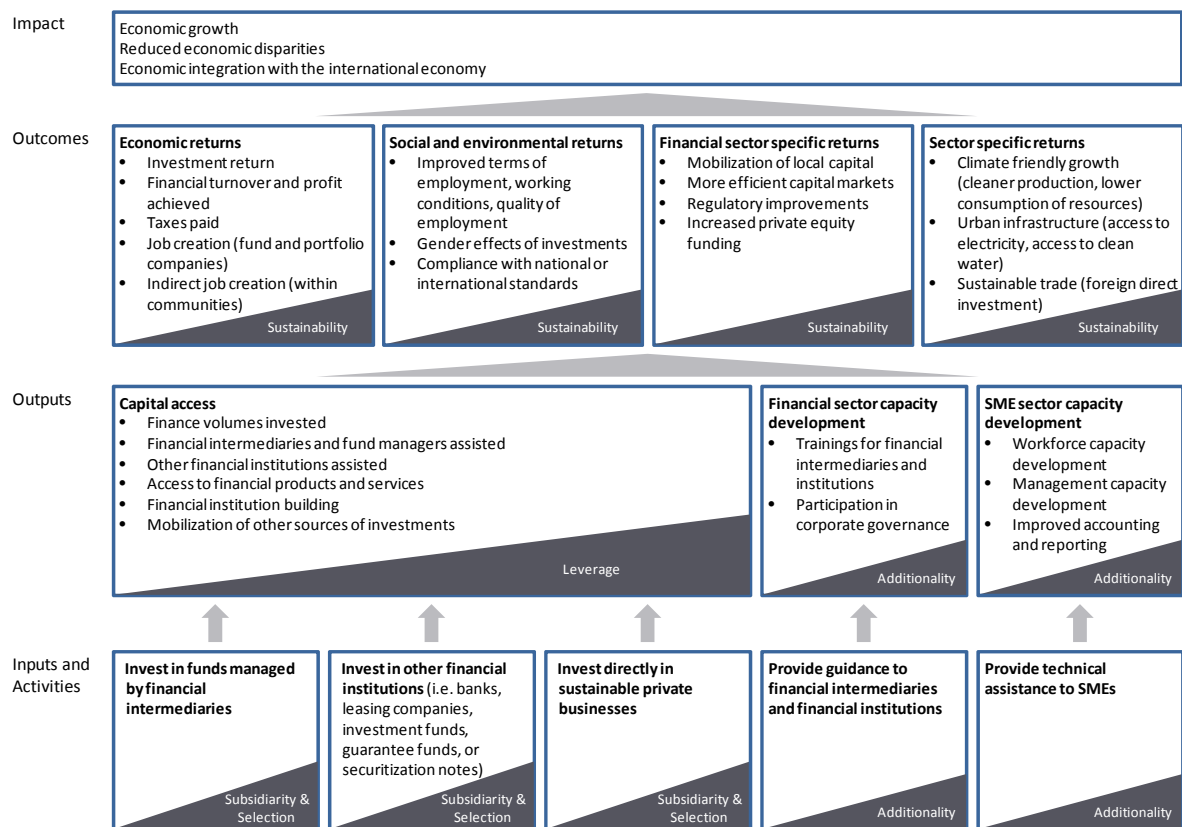 Impact
Economic growth
Reduced economic disparities
Economic integration with the international economy
Outcomes
Economic returns
• Investment return
• Financial turnover and profit
achieved
• Taxes paid
• Job creation (fund and portfolio
companies)
• Indirect job creation (within
communities)
Sustainability
Social and environmental returns
• Improved terms of
employment, working
conditions, quality of
employment
• Gender effects of investments
• Compliance with national or
international standards
Sustainability
Financial sector specific returns
• Mobilization of local capital
• More efficient capital markets
• Regulatory improvements
• Increased private equity
funding
Sustainability
Sector specific returns
• Climate friendly growth
(cleaner production, lower
consumption of resources)
• Urban infrastructure (access to
electricity, access to clean
water)
• Sustainable trade (foreign direct
investment)
Sustainability
Outputs
Capital access
• Finance volumes invested
• Financial intermediaries and fund managers assisted
• Other financial institutions assisted
• Access to financial products and services
• Financial institution building
• Mobilization of other sources of investments
Leverage
Financial sector capacity
development
• Trainings for financial
intermediaries and
institutions
• Participation in
corporate governance
Additionality
SME sector capacity
development
• Workforce capacity
development
• Management capacity
development
• Improved accounting
and reporting
Additionality
Inputs and
Activities
Invest in funds managed
by financial
intermediaries
Subsidiarity &
Selection
Invest in other financial
institutions (i.e. banks,
leasing companies,
investment funds,
guarantee funds, or
securitization notes)
Subsidiarity &
Selection
Invest directly in
sustainable private
businesses
Subsidiarity &
Selection
Provide guidance to
financial intermediaries
and financial institutions
Additionality
Provide technical
assistance to SMEs
Additionality